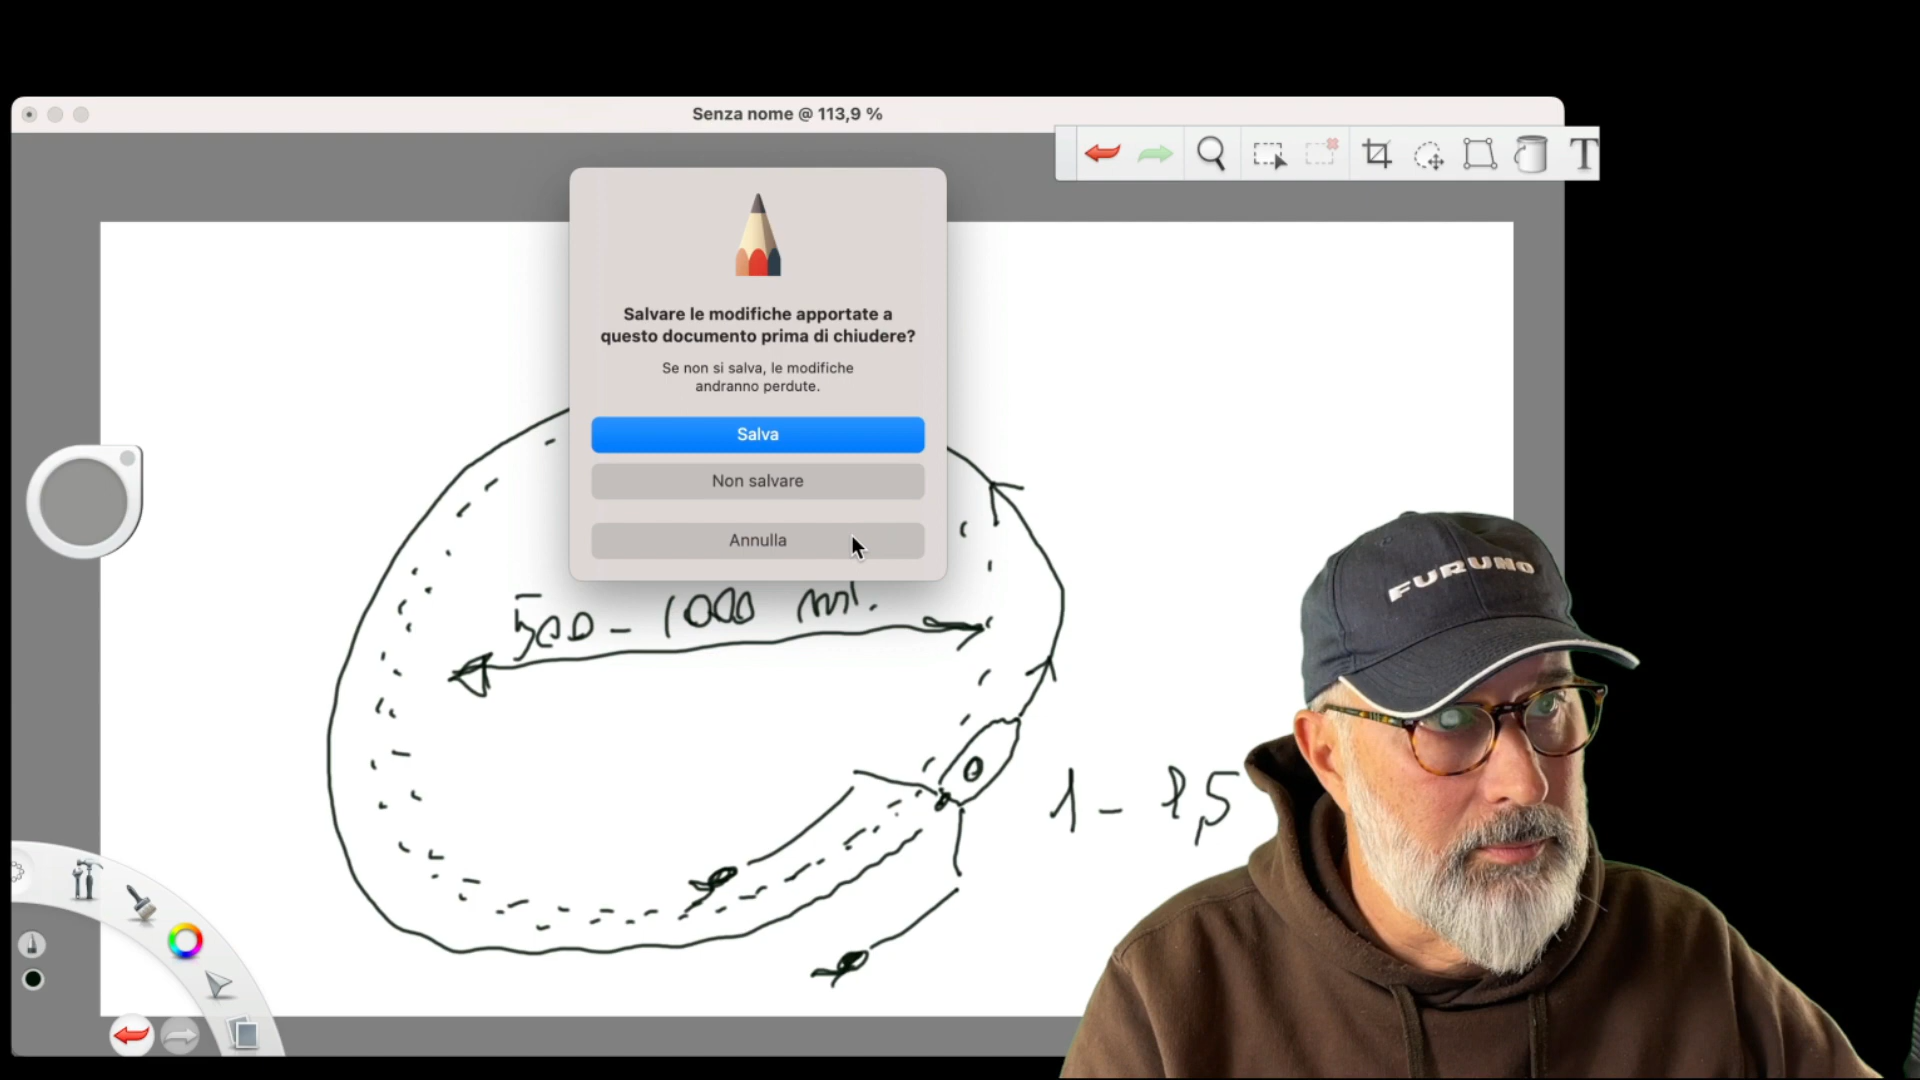 Senza nome @ 113,9 %
T
Salvare le modifiche apportate a
questo documento prima di chiudere?
Se non si salva, le modifiche
andranno perdute.
Salva
Non salvare
Annulla
500 - 1000 mt.
FURUNO
1 - 1,5